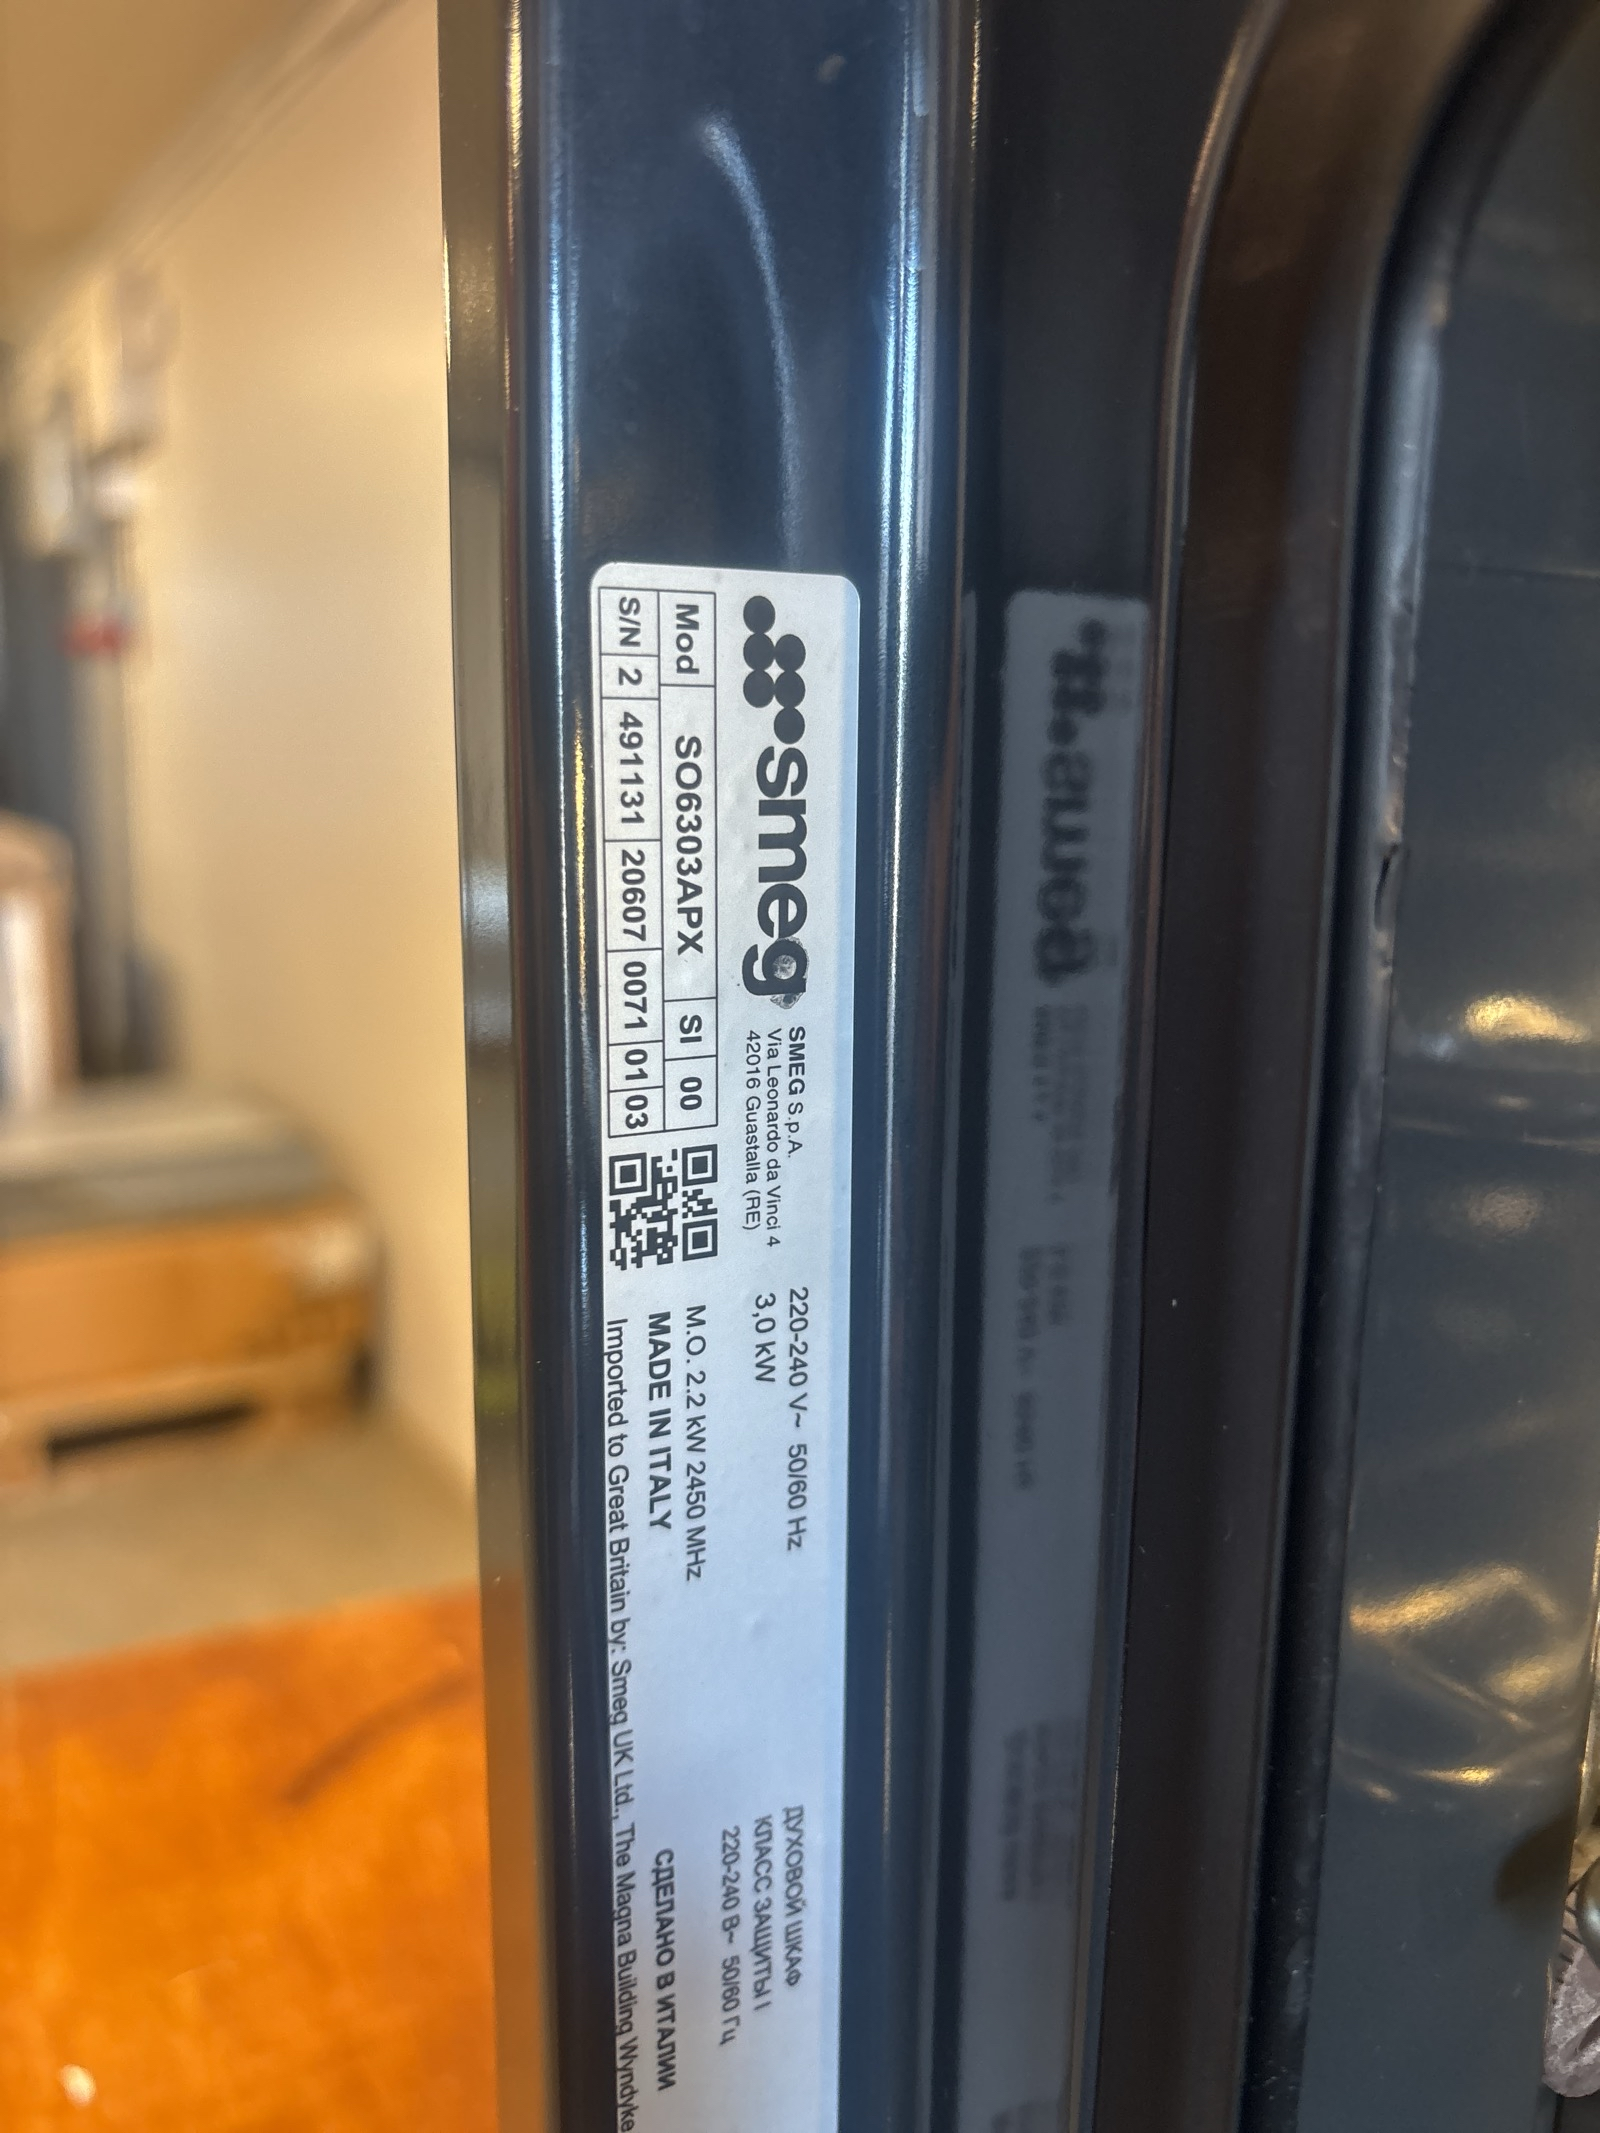 smeg
SMEG S.p.A.
Via Leonardo da Vinci 4
42016 Guastalla (RE)
220-240 V~ 50/60 Hz
3,0 kW
Mod SO6303APX SI 00
S/N 2 491131 20607 0071 01 03
M.O. 2.2 kW 2450 MHz
MADE IN ITALY
Imported to Great Britain by: Smeg UK Ltd., The Magna Building Wyndyke
ДУХОВОЙ ШКАФ
КЛАСС ЗАЩИТЫ I
220-240 В~ 50/60 Гц
СДЕЛАНО В ИТАЛИИ